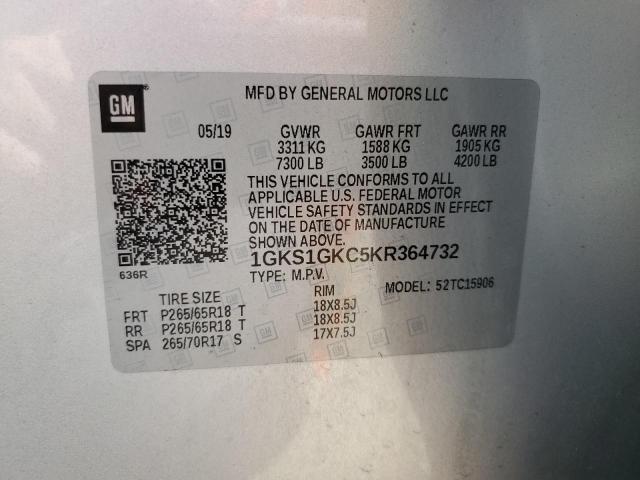 MFD BY GENERAL MOTORS LLC
GM
05/19 GVWR GAWR FRT GAWR RR
3311 KG 1588 KG 1905 KG
7300 LB 3500 LB 4200 LB
THIS VEHICLE CONFORMS TO ALL
APPLICABLE U.S. FEDERAL MOTOR
VEHICLE SAFETY STANDARDS IN EFFECT
ON THE DATE OF MANUFACTURE
SHOWN ABOVE.
1GKS1GKC5KR364732
636R
TYPE: M.P.V. MODEL: 52TC15906
TIRE SIZE RIM
FRT P265/65R18 T 18X8.5J
RR P265/65R18 T 18X8.5J
SPA 265/70R17 S 17X7.5J